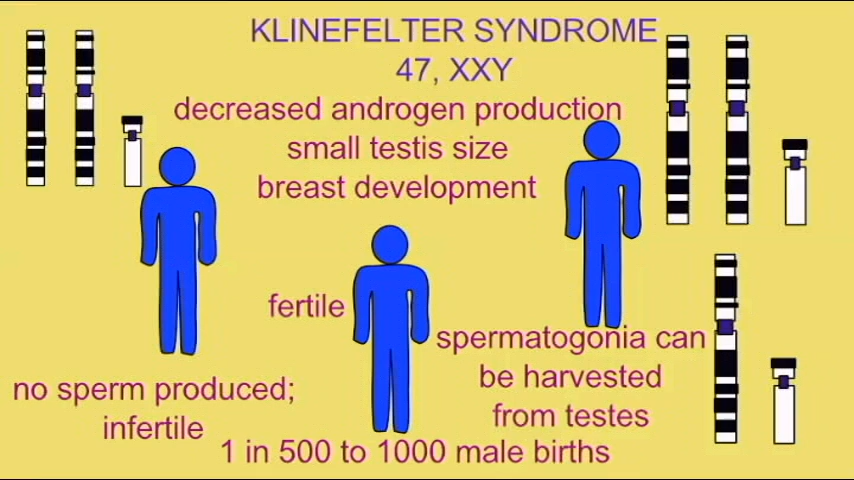 KLINEFELTER SYNDROME
47, XXY
decreased androgen production
small testis size
breast development
fertile
spermatogonia can
be harvested
from testes
no sperm produced;
infertile
1 in 500 to 1000 male births